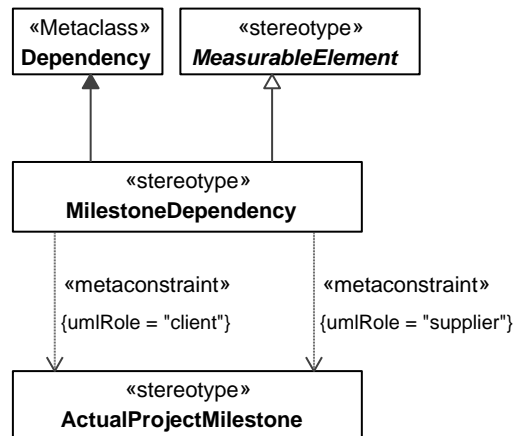 «Metaclass»
Dependency
«stereotype»
MeasurableElement
«stereotype»
MilestoneDependency
«metaconstraint»
{umlRole = "client"}
«metaconstraint»
{umlRole = "supplier"}
«stereotype»
ActualProjectMilestone